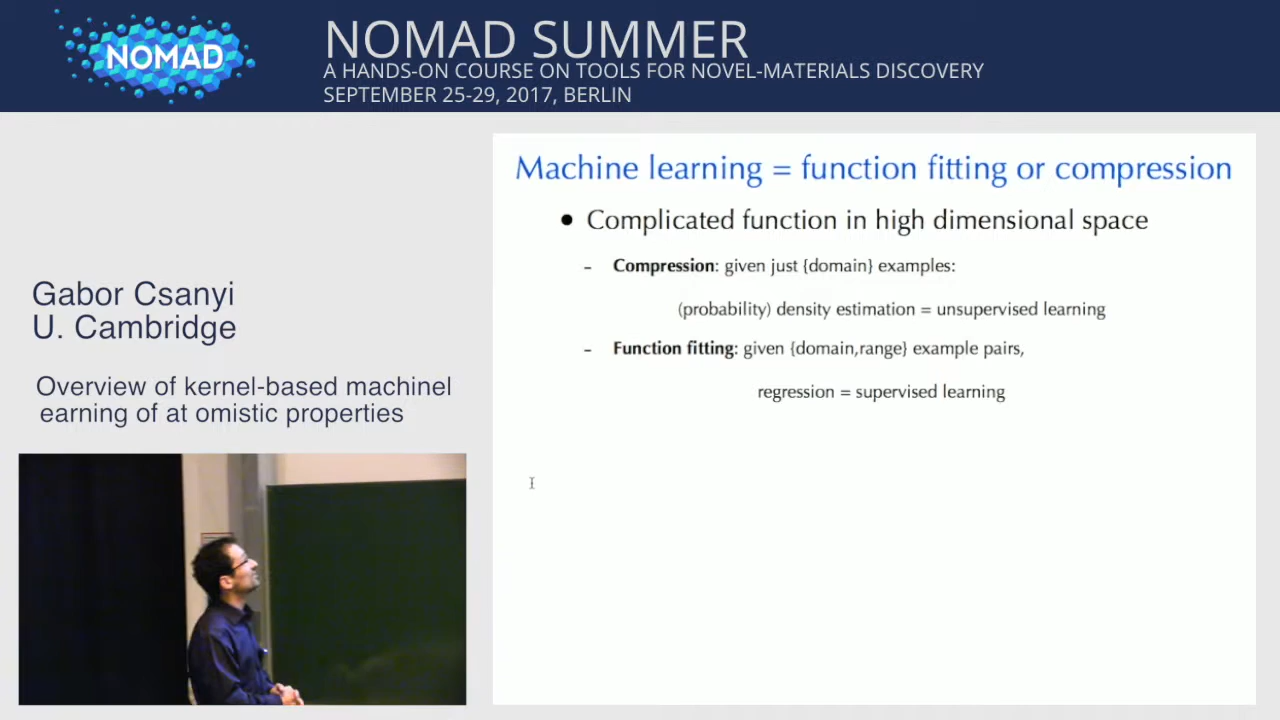 NOMAD
NOMAD SUMMER
A HANDS-ON COURSE ON TOOLS FOR NOVEL-MATERIALS DISCOVERY
SEPTEMBER 25-29, 2017, BERLIN
Gabor Csanyi
U. Cambridge
Overview of kernel-based machinel
earning of at omistic properties
Machine learning = function fitting or compression
• Complicated function in high dimensional space
– Compression: given just {domain} examples:
(probability) density estimation = unsupervised learning
– Function fitting: given {domain,range} example pairs,
regression = supervised learning